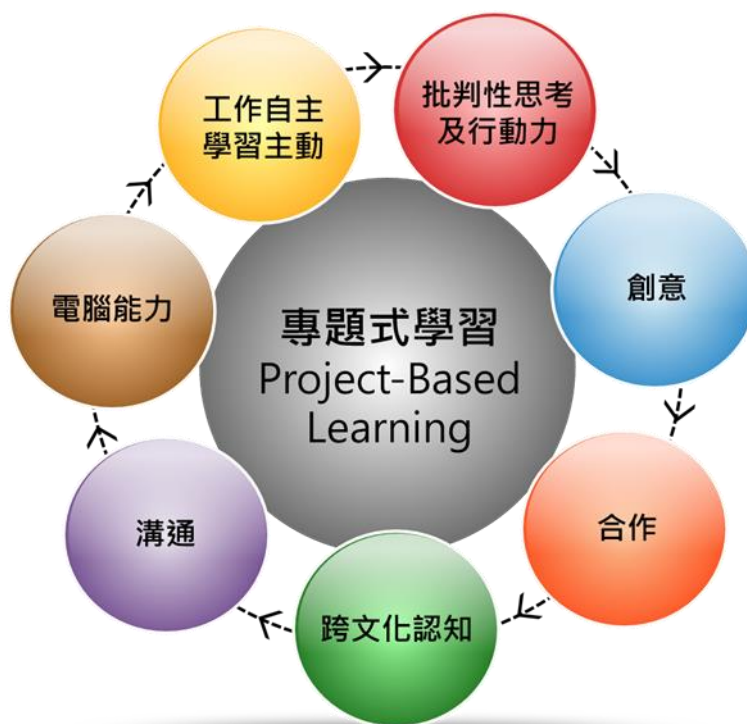 工作自主
學習主動
批判性思考
及行動力
創意
合作
跨文化認知
溝通
電腦能力
專題式學習
Project-Based
Learning